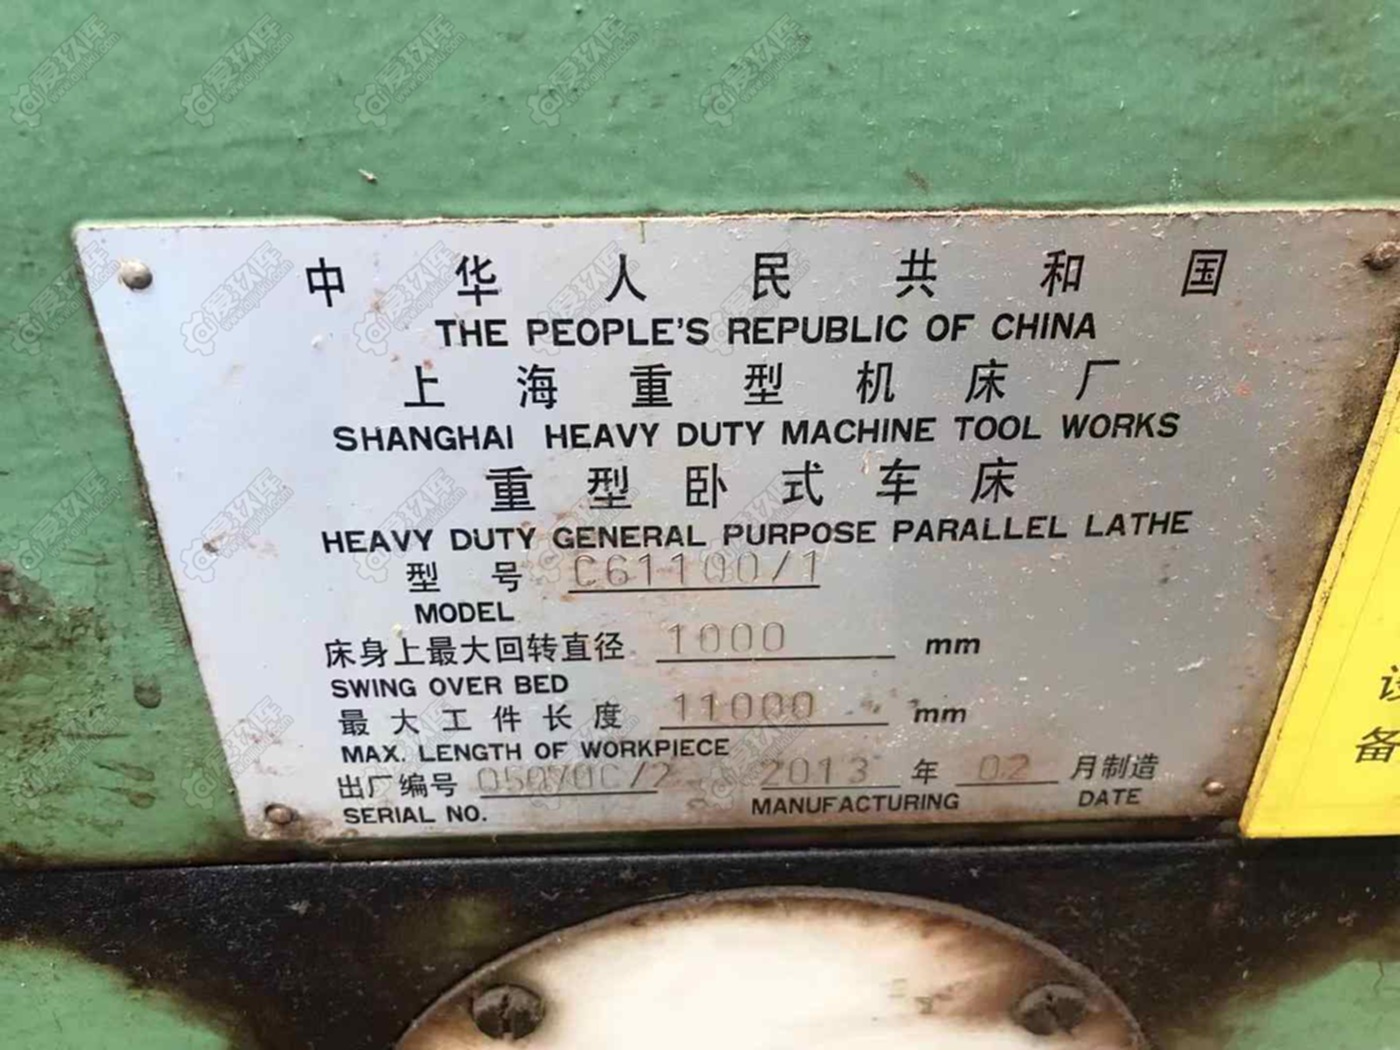 中华人民共和国
THE PEOPLE'S REPUBLIC OF CHINA
上海重型机床厂
SHANGHAI HEAVY DUTY MACHINE TOOL WORKS
重型卧式车床
HEAVY DUTY GENERAL PURPOSE PARALLEL LATHE
型号 C61100/1
MODEL
床身上最大回转直径 1000 mm
SWING OVER BED
最大工件长度 11000 mm
MAX. LENGTH OF WORKPIECE
出厂编号 2013 年 02 月制造
SERIAL NO. MANUFACTURING DATE
设
备